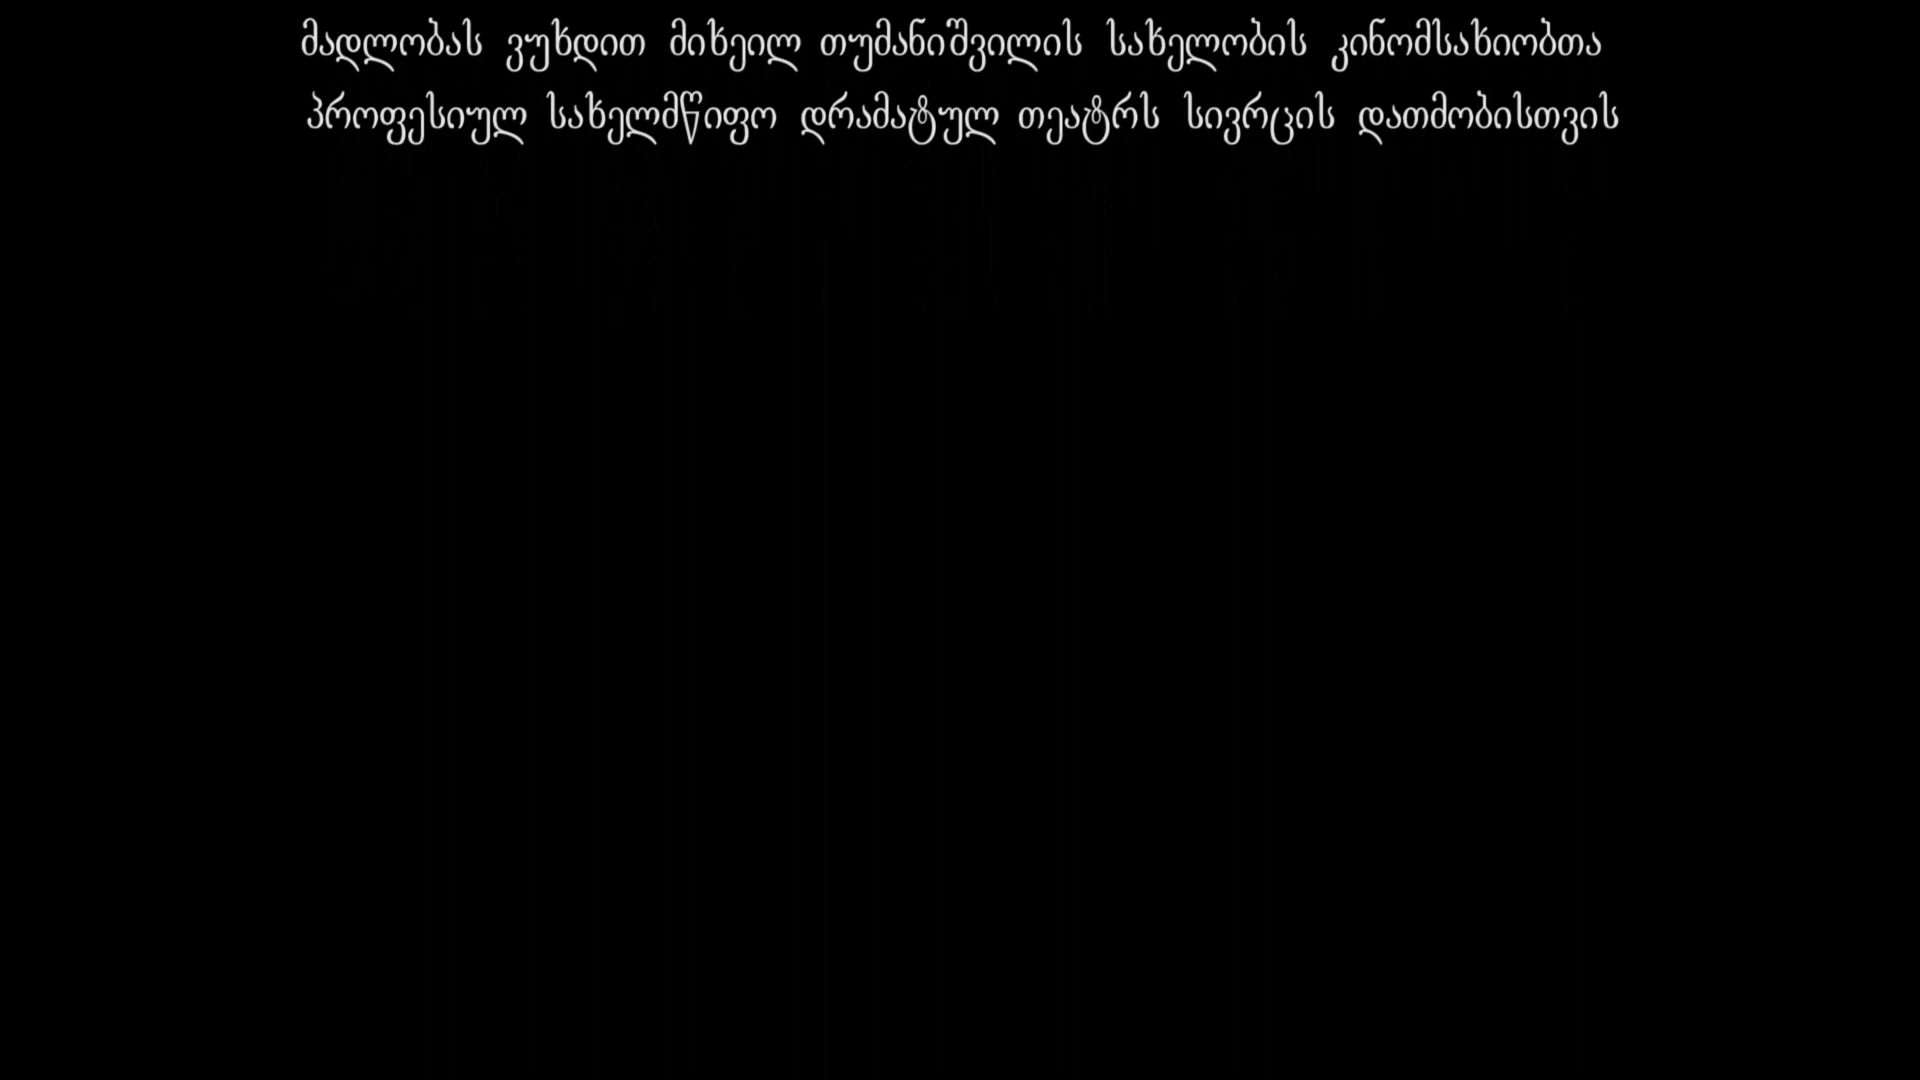 მადლობას ვუხდით მიხეილ თუმანიშვილის სახელობის კინომსახიობთა
პროფესიულ სახელმწიფო დრამატულ თეატრს სივრცის დათმობისთვის